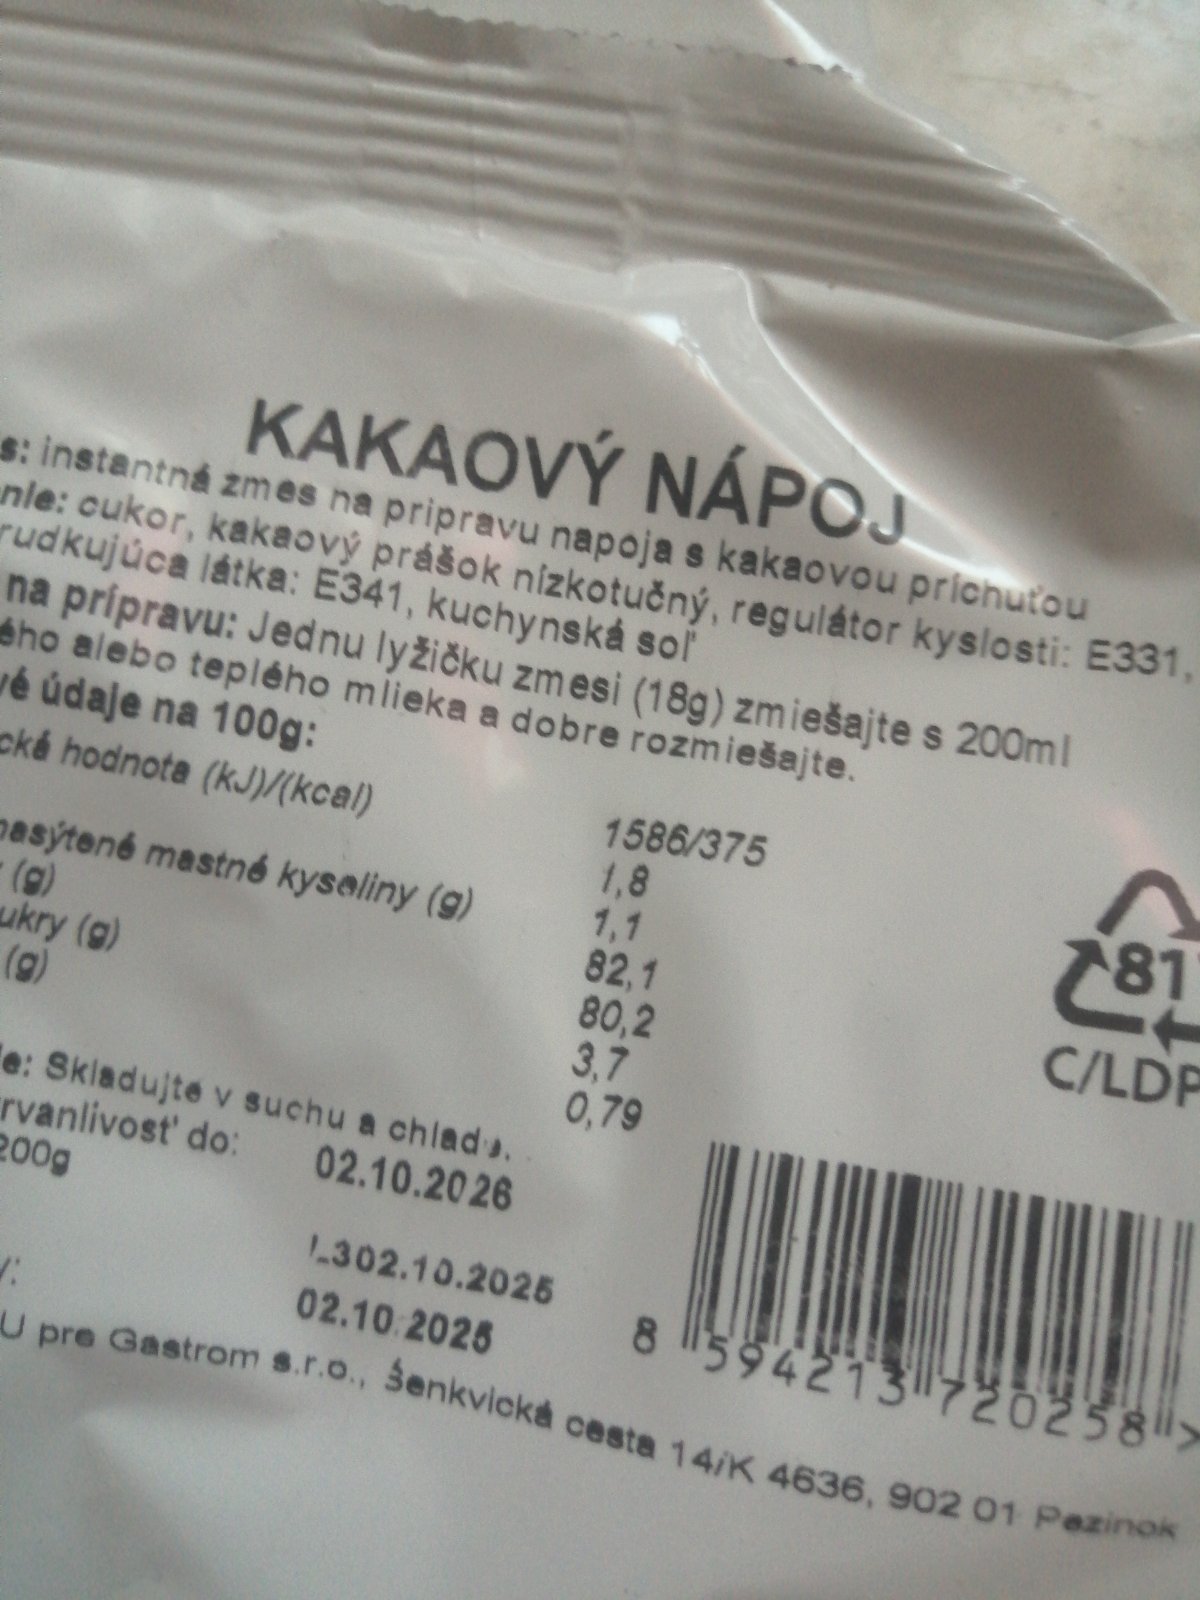 KAKAOVÝ NÁPOJ
s: instantná zmes na pripravu napoja s kakaovou príchuťou
nie: cukor, kakaový prášok nízkotučný, regulátor kyslosti: E331,
rudkujúca látka: E341, kuchynská soľ
na prípravu: Jednu lyžičku zmesi (18g) zmiešajte s 200ml
ého alebo teplého mlieka a dobre rozmiešajte.
vé údaje na 100g:
cká hodnota (kJ)/(kcal) 1586/375
1,8
nasýtené mastné kyseliny (g) 1,1
(g) 82,1
ukry (g) 80,2
(g) 3,7
0,79
81
C/LDP
ie: Skladujte v suchu a chlade.
rvanlivosť do: 02.10.2026
200g
L302.10.2025
y: 02.10.2025
U pre Gastrom s.r.o., Šenkvická cesta 14/K 4636, 902 01 Pezinok
8 594213 720258 >